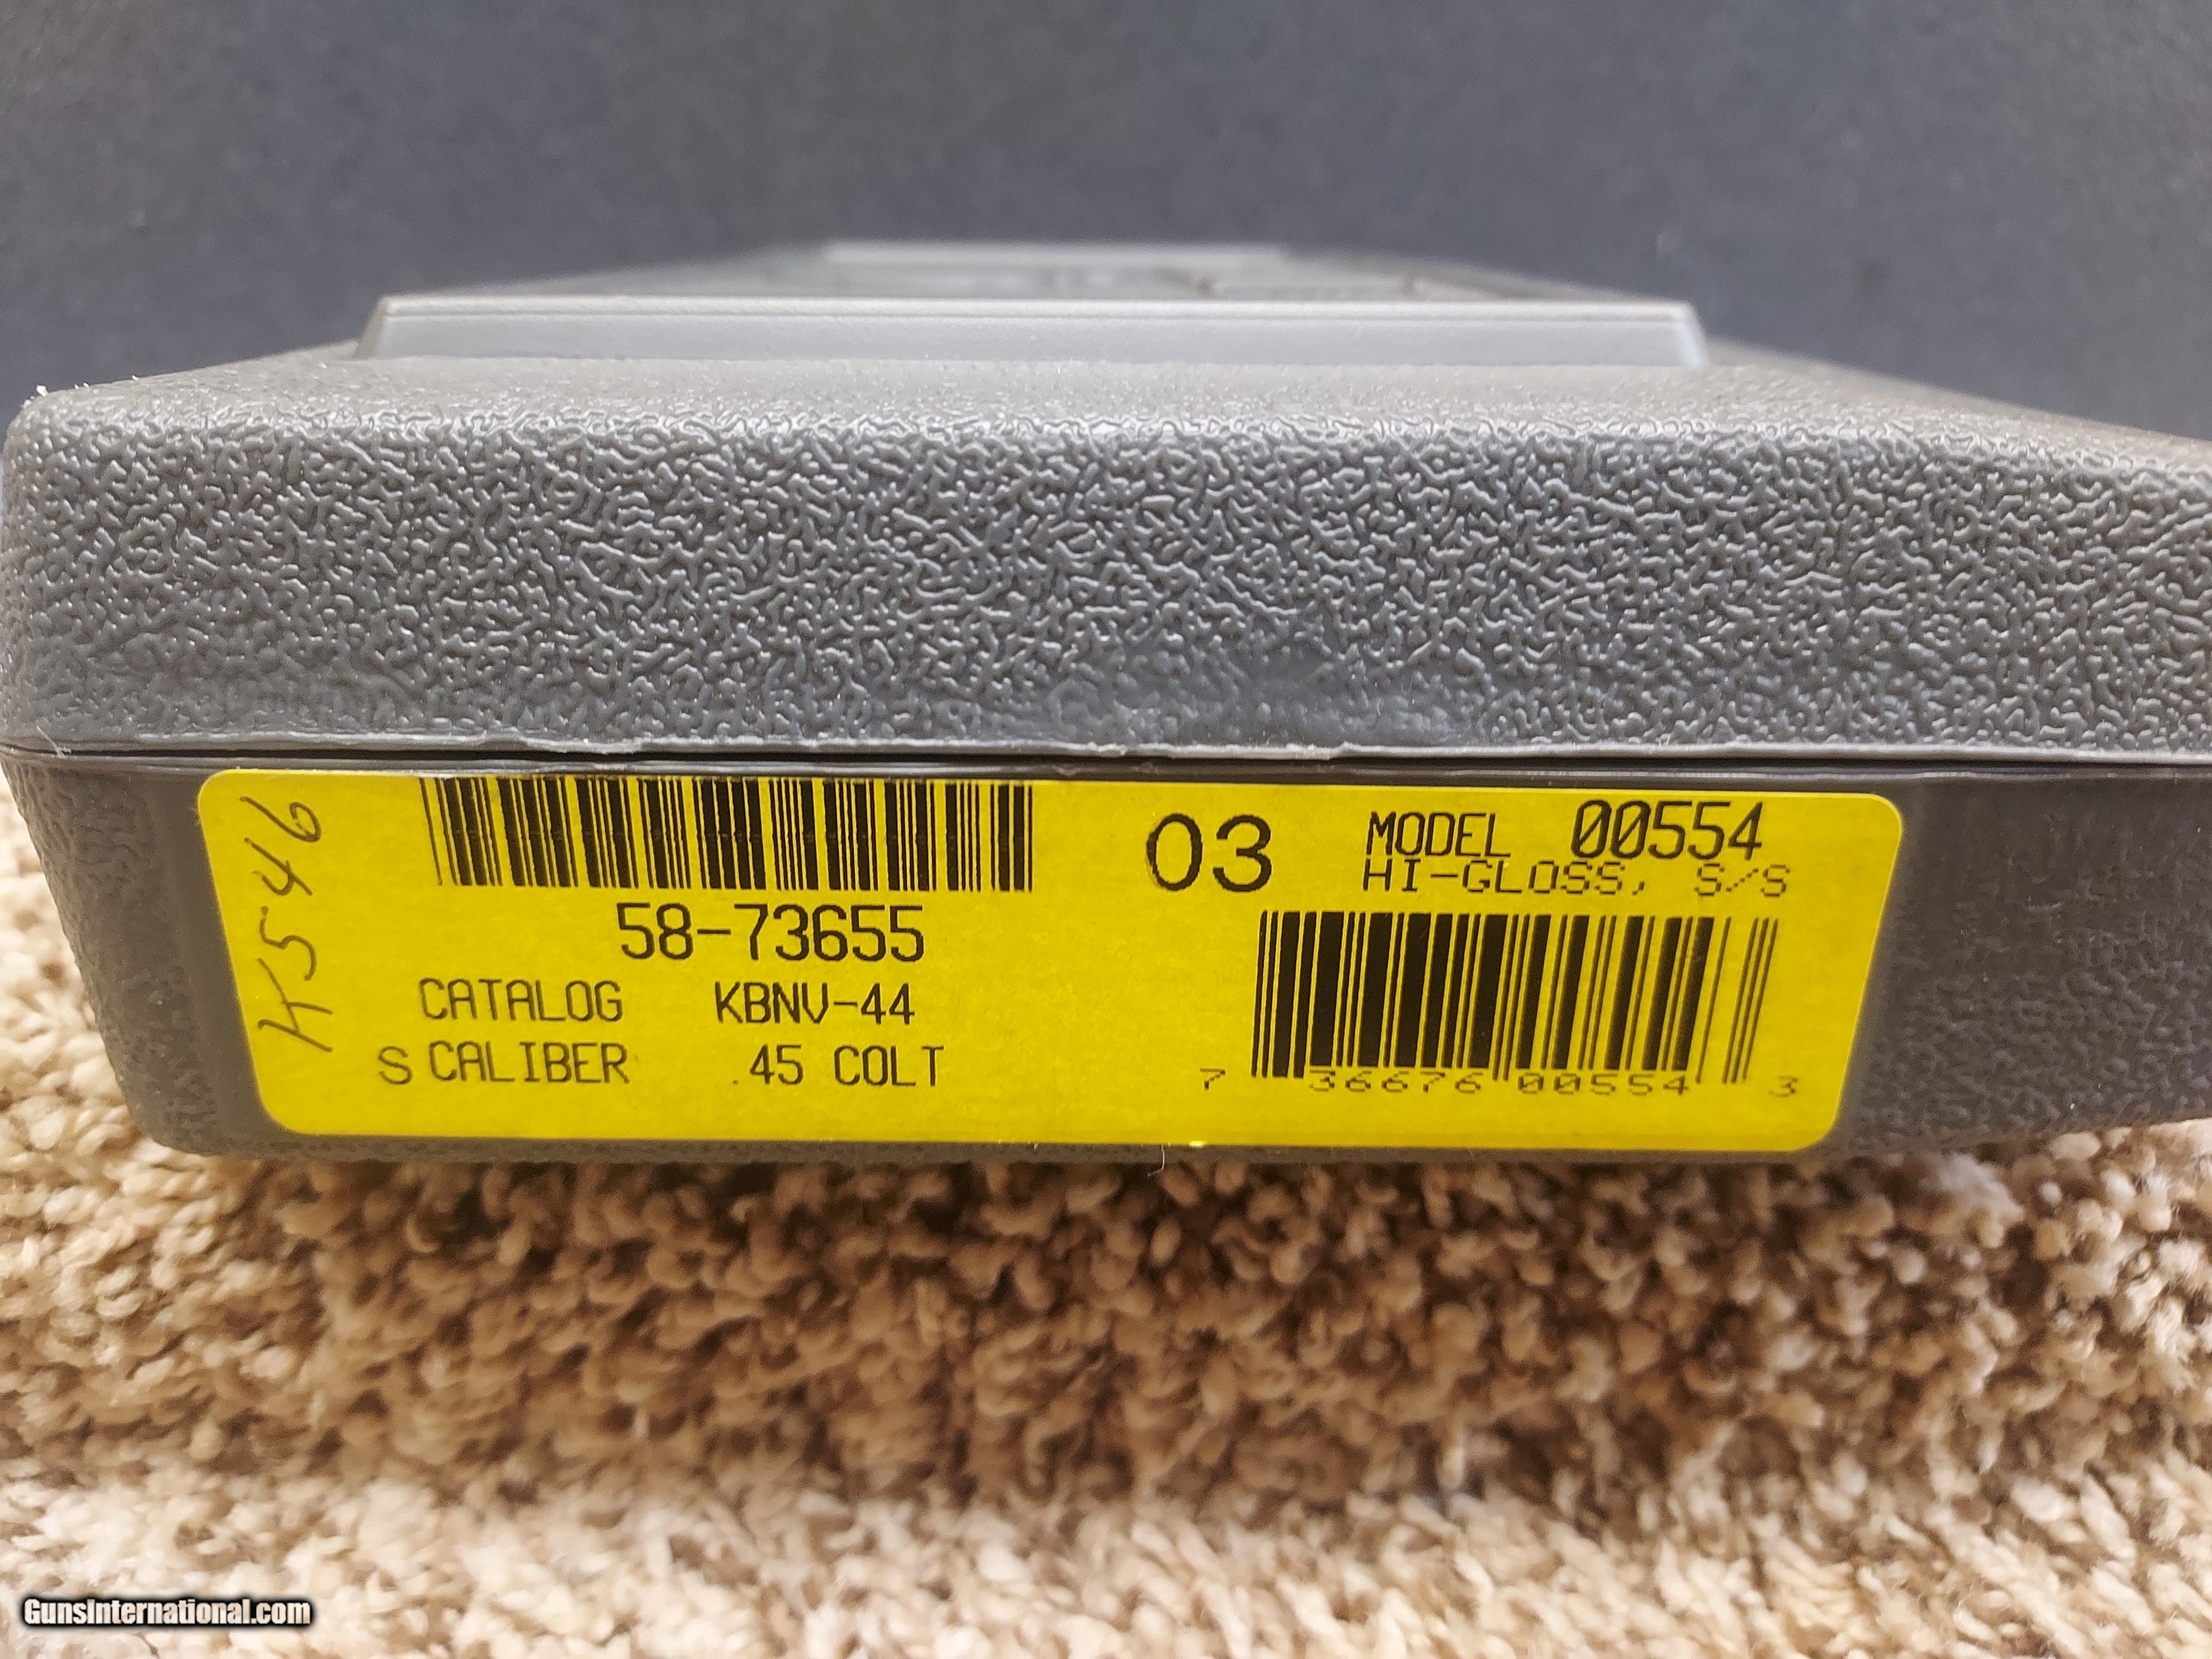 H546
58-73655
CATALOG KBNV-44
S CALIBER .45 COLT
03
MODEL 00554
HI-GLOSS, S/S
7 36676 00554 3
GunsInternational.com